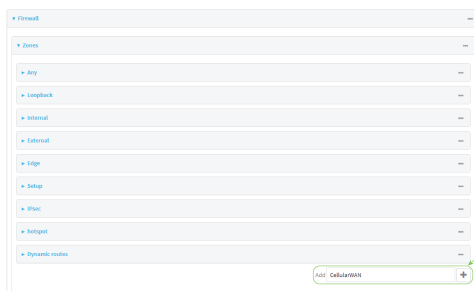 Firewall
Zones
Any
Loopback
Internal
External
Edge
Setup
IPsec
hotspot
Dynamic routes
Add CellularWAN